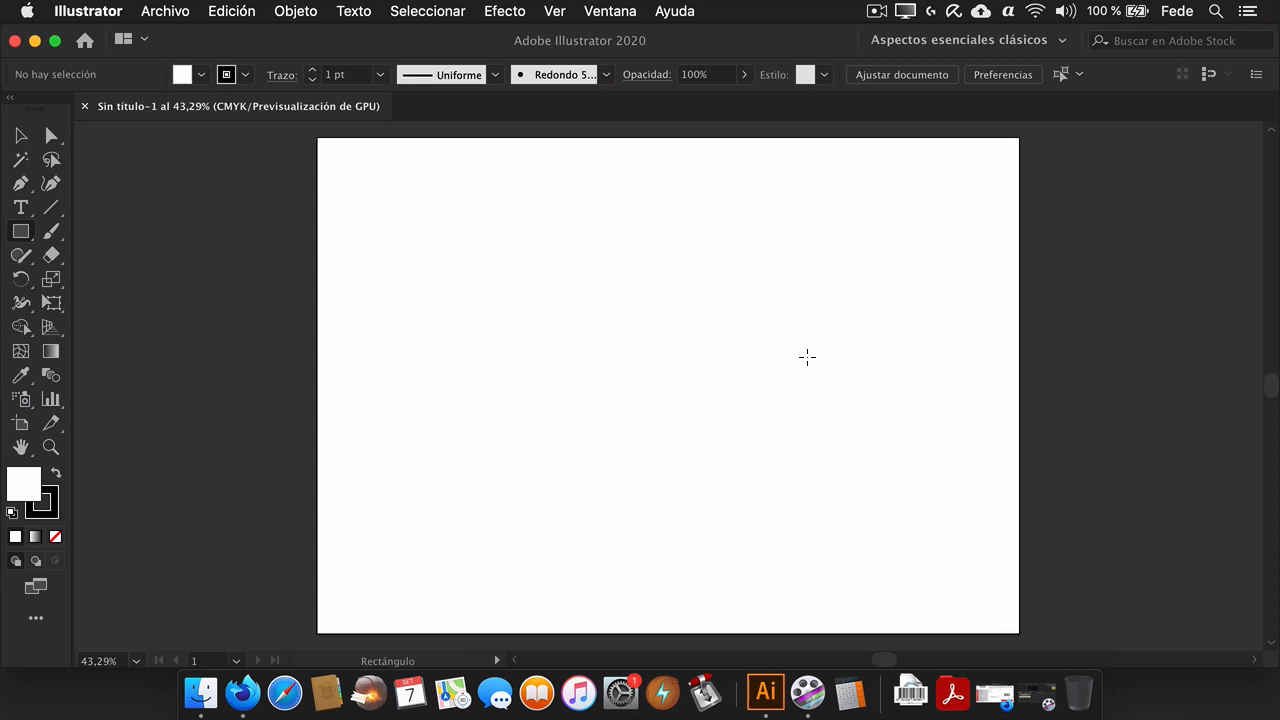 Illustrator Archivo Edición Objeto Texto Seleccionar Efecto Ver Ventana Ayuda 100 % Fede
Adobe Illustrator 2020 Aspectos esenciales clásicos Buscar en Adobe Stock
No hay selección Trazo: 1 pt Uniforme Redondo 5... Opacidad: 100% Estilo: Ajustar documento Preferencias
Sin título-1 al 43,29% (CMYK/Previsualización de GPU)
43,29% 1 Rectángulo
SET
7
1
Ai